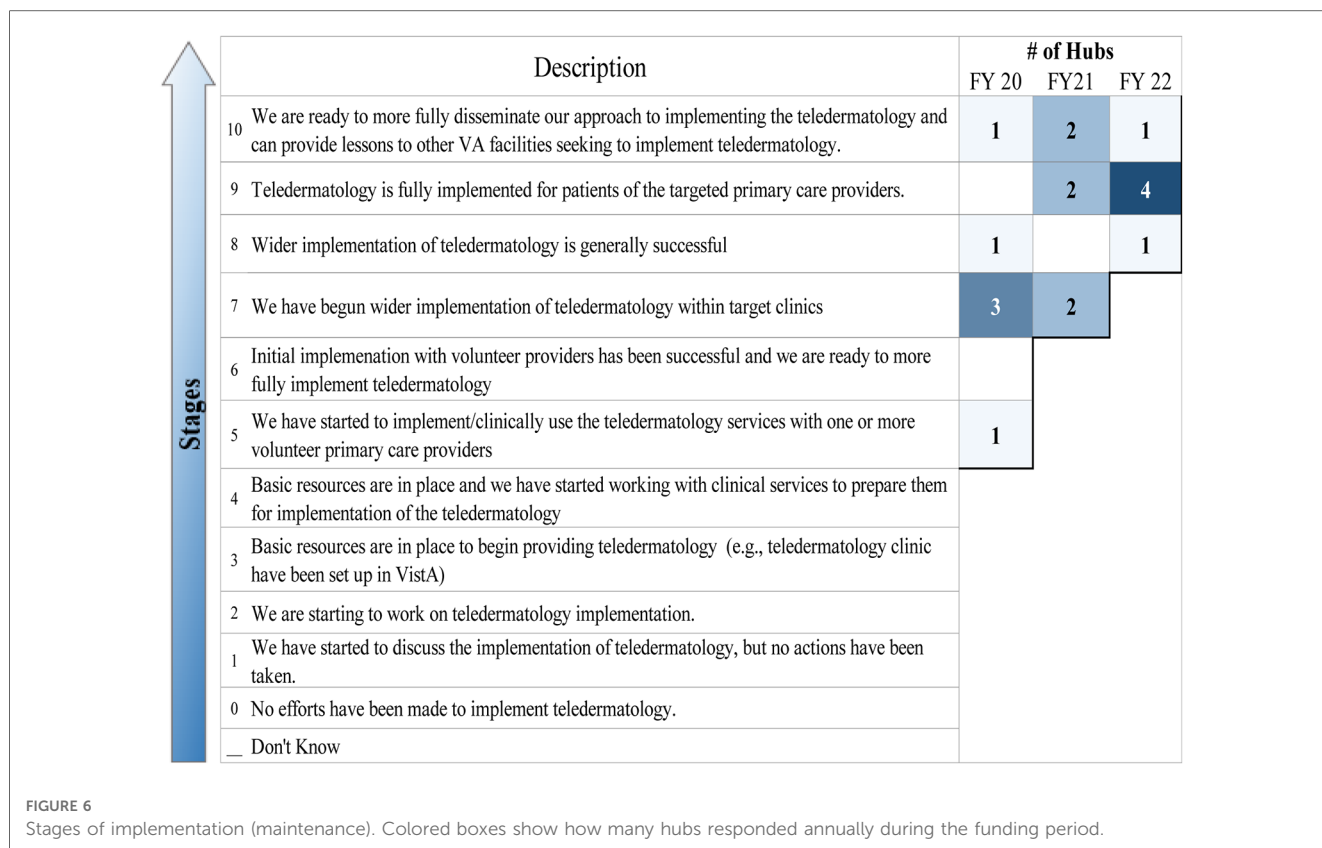 Description
# of Hubs
FY 20 FY21 FY 22
10 We are ready to more fully disseminate our approach to implementing the teledermatology and
can provide lessons to other VA facilities seeking to implement teledermatology.
1 2 1
9 Teledermatology is fully implemented for patients of the targeted primary care providers.
2 4
8 Wider implementation of teledermatology is generally successful
1 1
7 We have begun wider implementation of teledermatology within target clinics
3 2
6 Initial implemenation with volunteer providers has been successful and we are ready to more
fully implement teledermatology
5 We have started to implement/clinically use the teledermatology services with one or more
volunteer primary care providers
1
4 Basic resources are in place and we have started working with clinical services to prepare them
for implementation of the teledermatology
3 Basic resources are in place to begin providing teledermatology (e.g., teledermatology clinic
have been set up in VistA)
2 We are starting to work on teledermatology implementation.
1 We have started to discuss the implementation of teledermatology, but no actions have been
taken.
0 No efforts have been made to implement teledermatology.
__ Don't Know
Stages
FIGURE 6
Stages of implementation (maintenance). Colored boxes show how many hubs responded annually during the funding period.